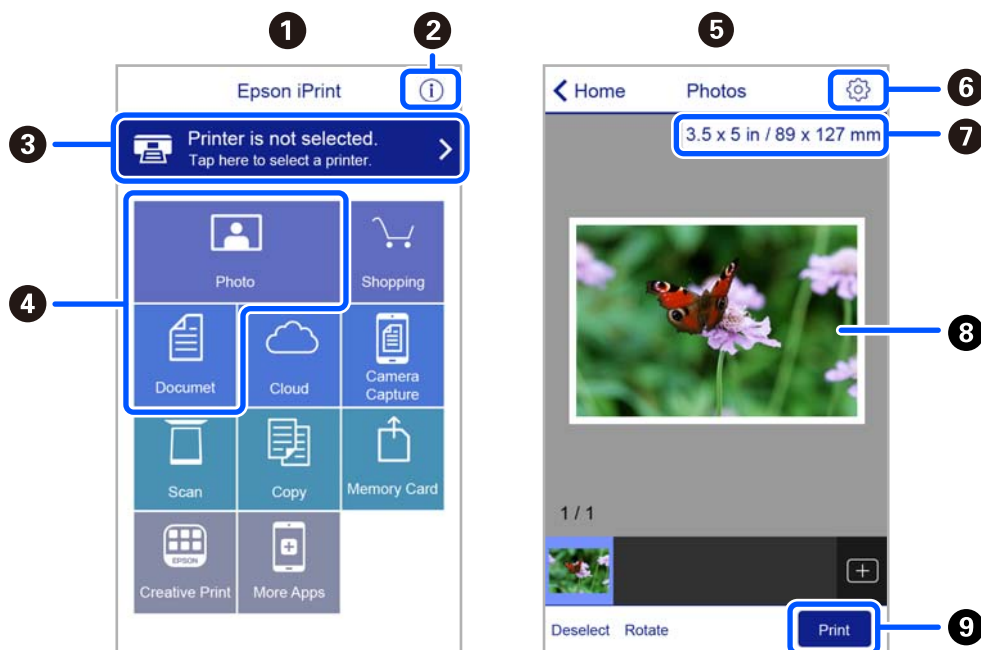 1
2
5
Epson iPrint
i
Home
Photos
6
3
Printer is not selected.
Tap here to select a printer.
3.5 x 5 in / 89 x 127 mm
7
Photo
Shopping
4
Documet
Cloud
Camera
Capture
8
Scan
Copy
Memory Card
1 / 1
EPSON
Creative Print
More Apps
Deselect
Rotate
Print
9